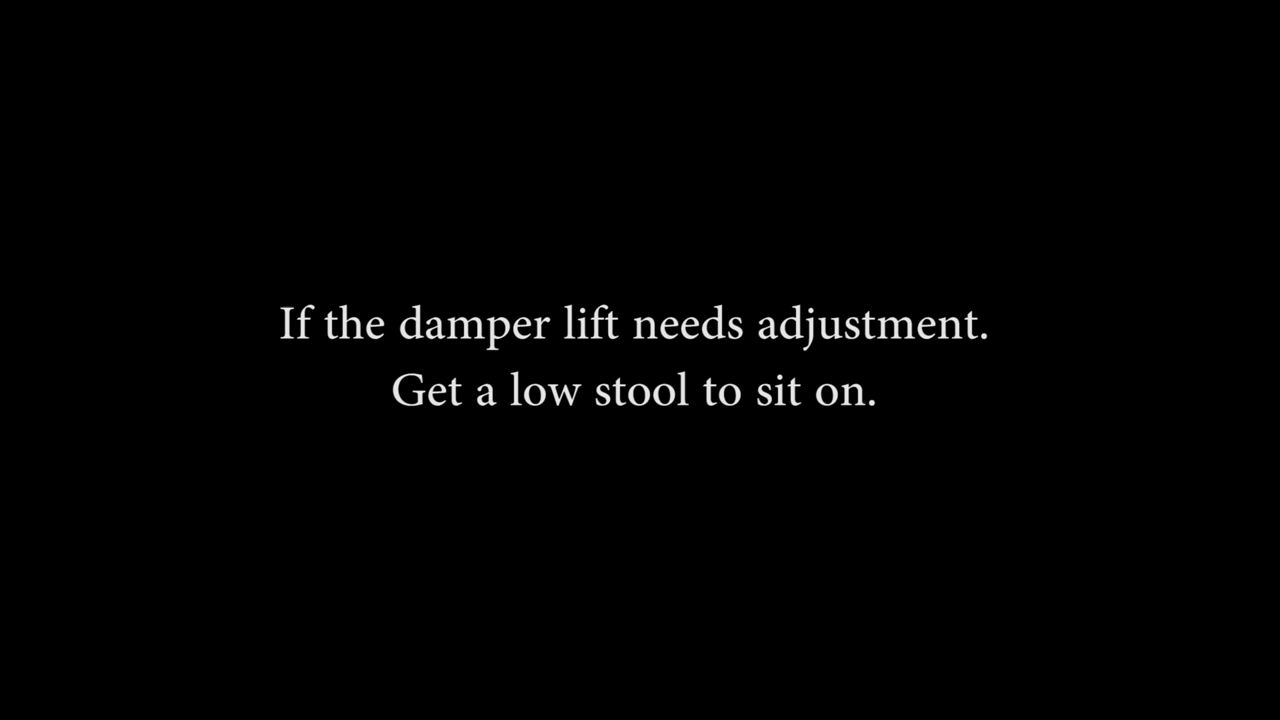 If the damper lift needs adjustment.
Get a low stool to sit on.